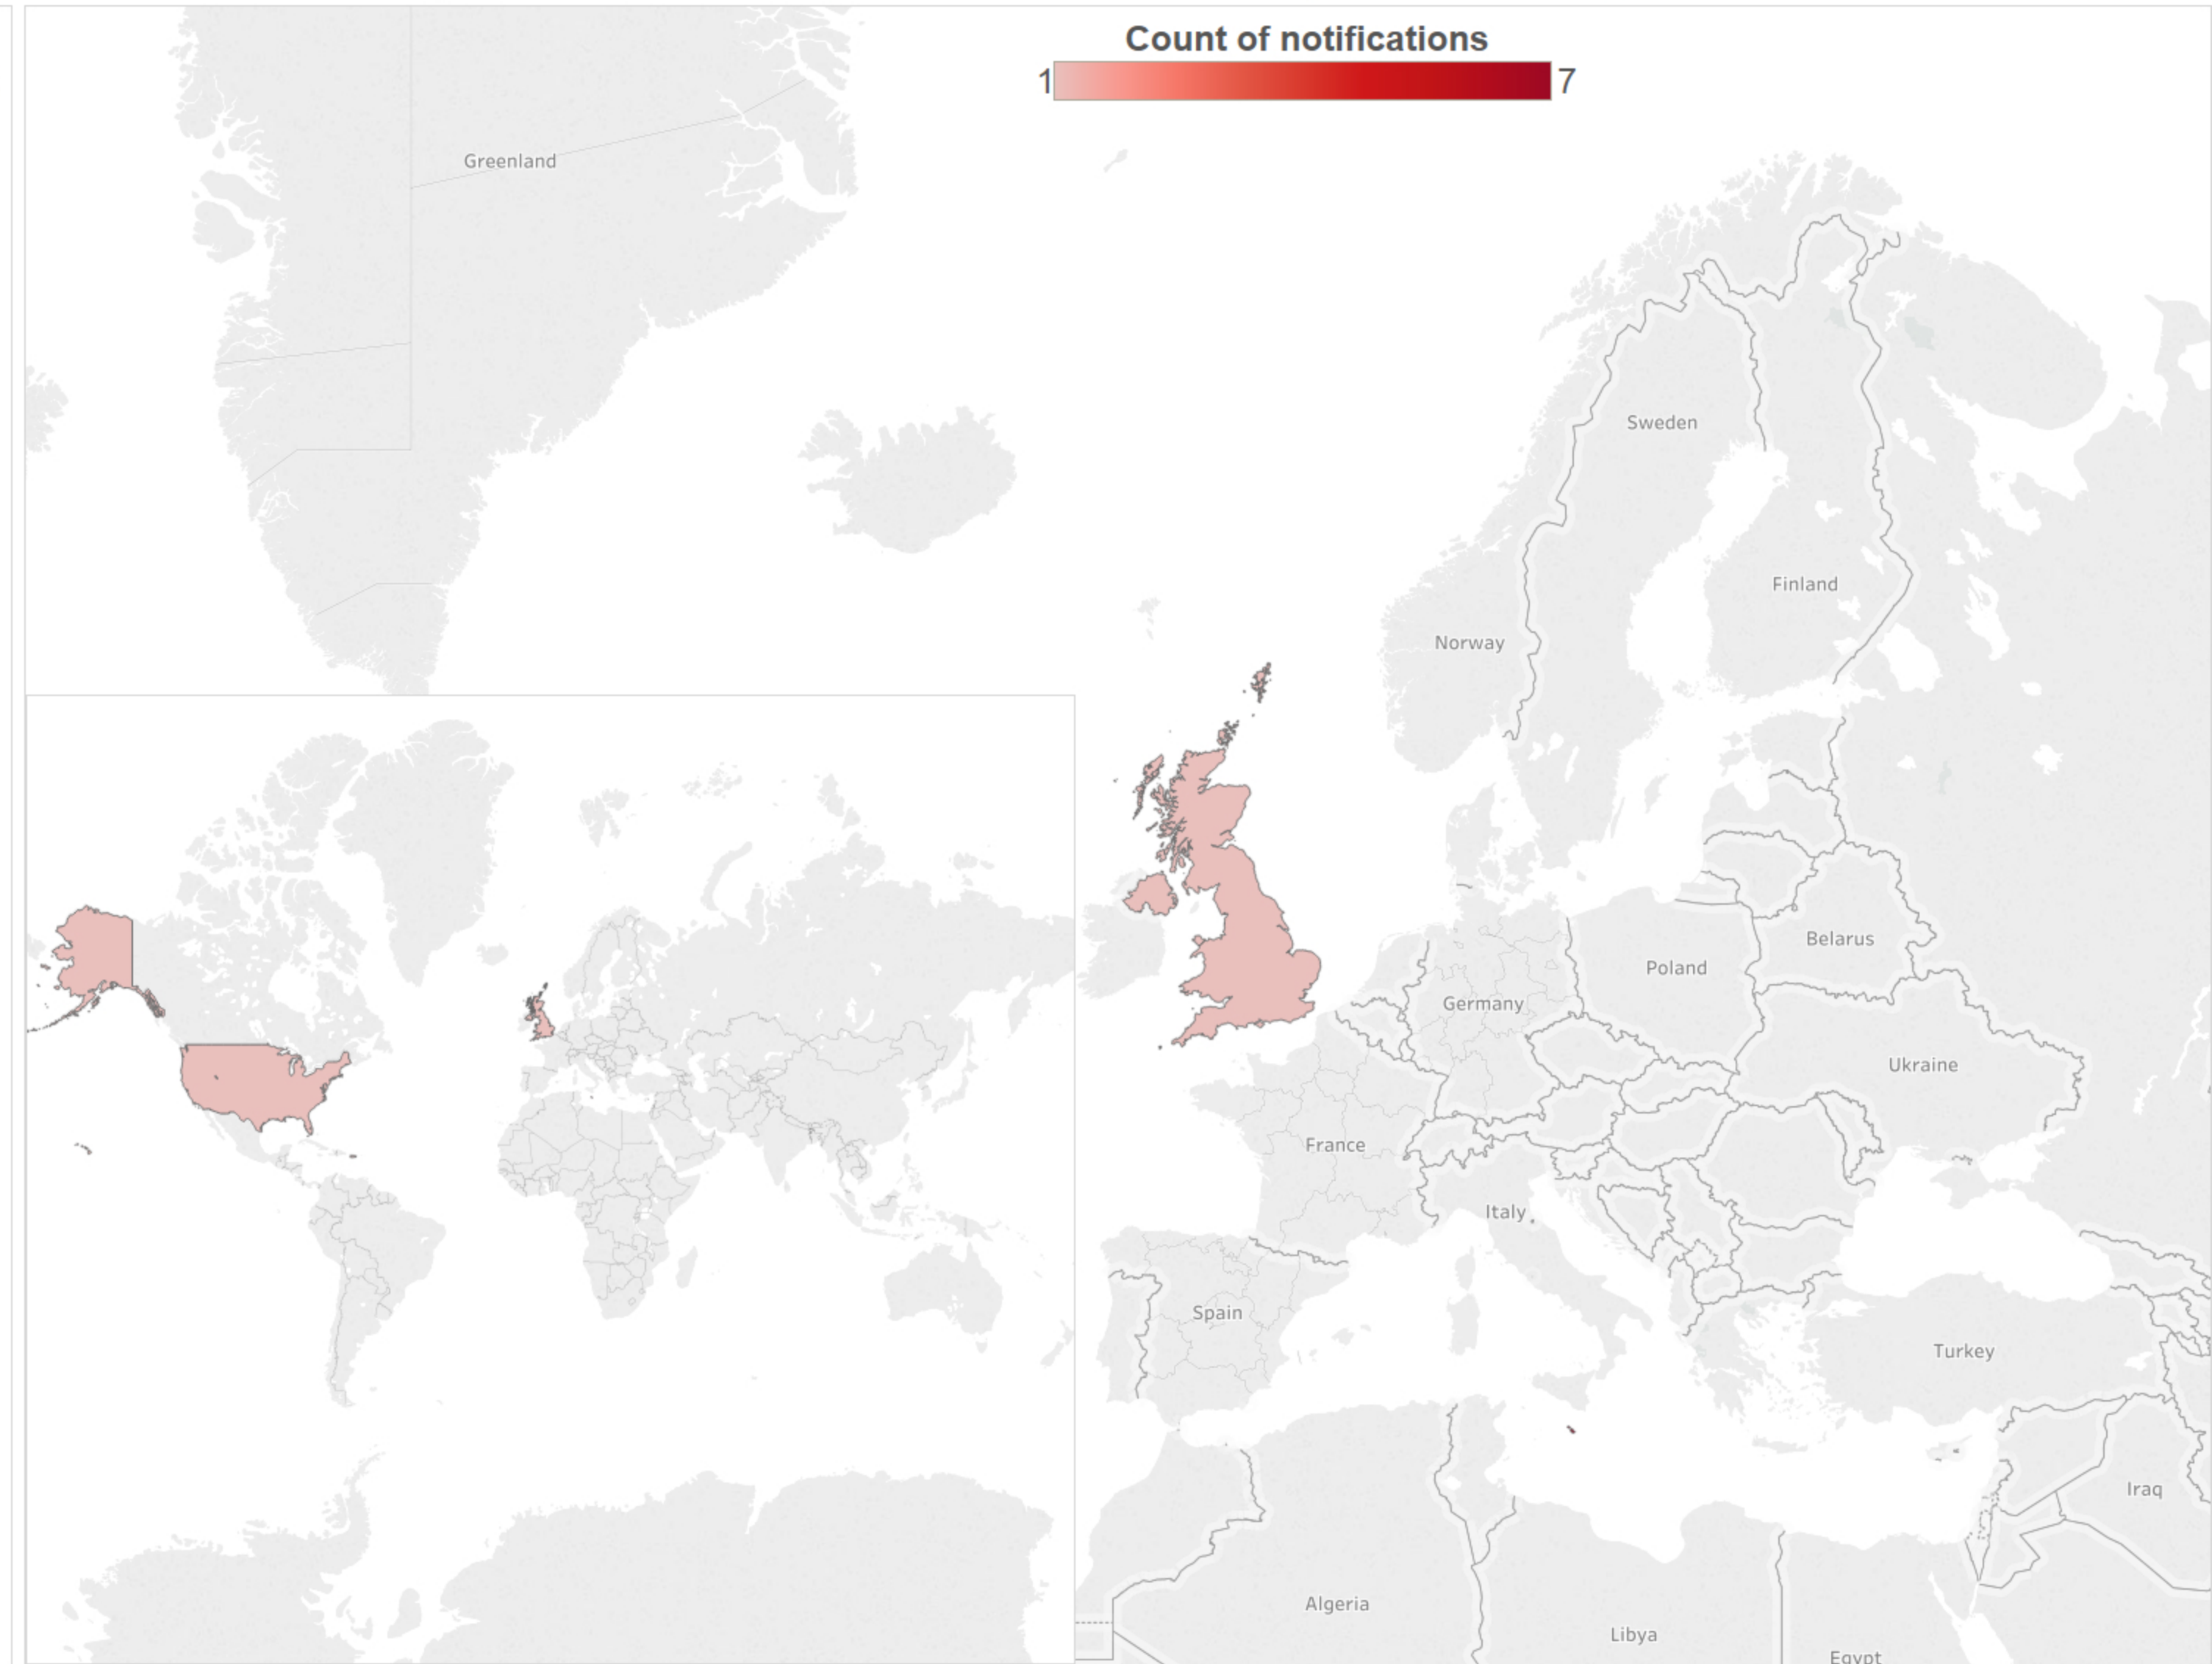 Count of notifications
1 7
Greenland
Sweden
Finland
Norway
Belarus
Poland
Germany
Ukraine
France
Italy
Spain
Turkey
Iraq
Algeria
Libya
Egypt